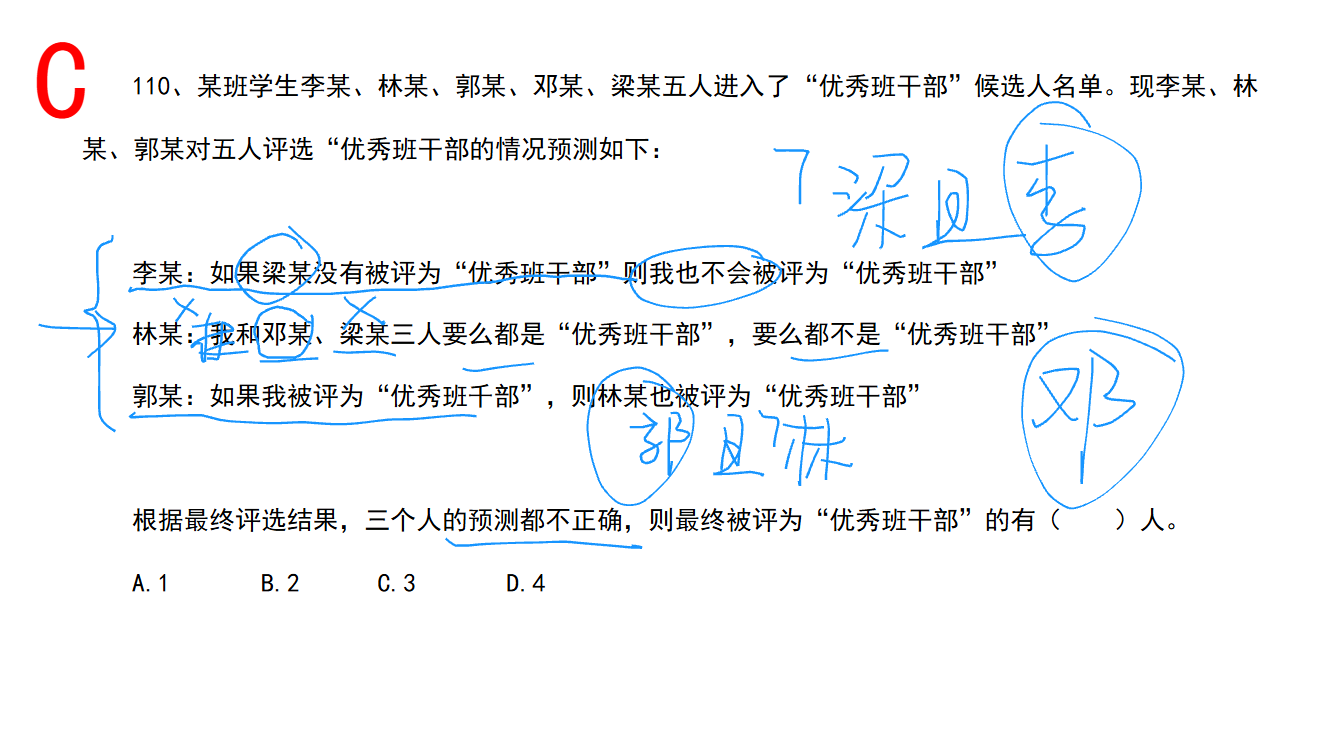 C
110、某班学生李某、林某、郭某、邓某、梁某五人进入了“优秀班干部”候选人名单。现李某、林
某、郭某对五人评选“优秀班干部的情况预测如下:
¬梁且李
李某:如果梁某没有被评为“优秀班干部”则我也不会被评为“优秀班干部”
林某:我和邓某、梁某三人要么都是“优秀班干部”,要么都不是“优秀班干部”
林
郭某:如果我被评为“优秀班千部”,则林某也被评为“优秀班干部”
邓
郭且¬林
根据最终评选结果,三个人的预测都不正确,则最终被评为“优秀班干部”的有( )人。
A.1 B.2 C.3 D.4